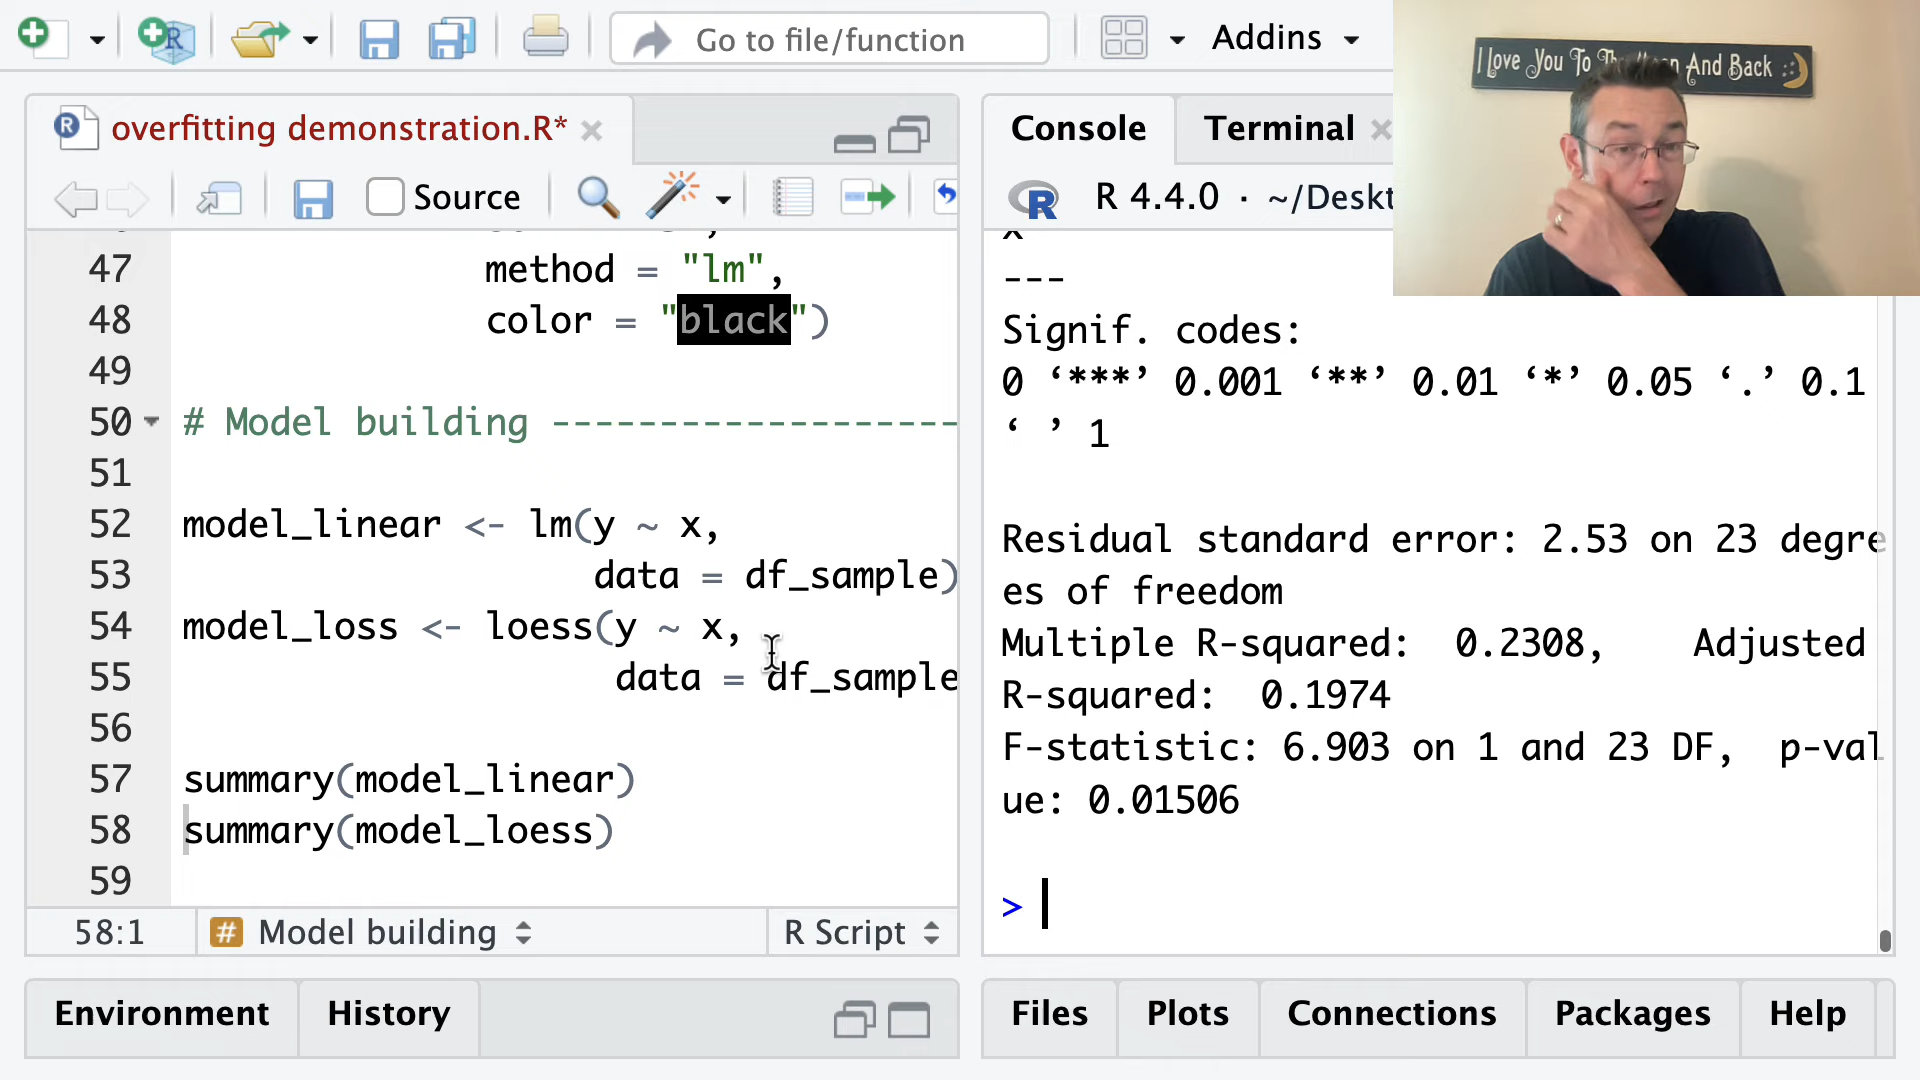 Go to file/function
Addins
I Love You To The Moon And Back
overfitting demonstration.R*
Source
47 method = "lm",
48 color = "black")
49
50 # Model building --------------------
51
52 model_linear <- lm(y ~ x,
53 data = df_sample)
54 model_loss <- loess(y ~ x,
55 data = df_sample
56
57 summary(model_linear)
58 summary(model_loess)
59
58:1
# Model building
R Script
Console
Terminal
R 4.4.0 · ~/Deskt
x
---
Signif. codes:
0 ‘***’ 0.001 ‘**’ 0.01 ‘*’ 0.05 ‘.’ 0.1
‘ ’ 1
Residual standard error: 2.53 on 23 degre
es of freedom
Multiple R-squared:  0.2308,    Adjusted
R-squared:  0.1974
F-statistic: 6.903 on 1 and 23 DF,  p-val
ue: 0.01506
>
Environment
History
Files
Plots
Connections
Packages
Help